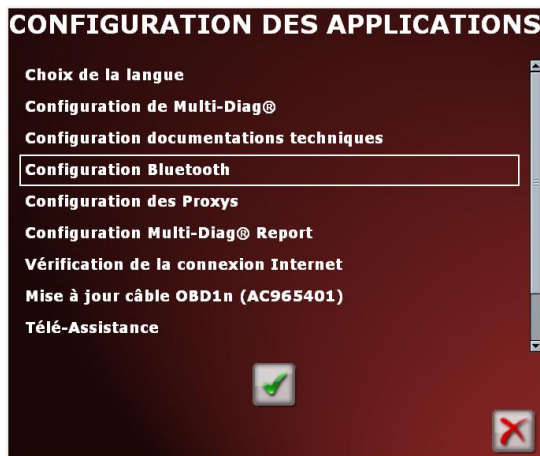 CONFIGURATION DES APPLICATIONS
Choix de la langue
Configuration de Multi-Diag®
Configuration documentations techniques
Configuration Bluetooth
Configuration des Proxys
Configuration Multi-Diag® Report
Vérification de la connexion Internet
Mise à jour câble OBD1n (AC965401)
Télé-Assistance